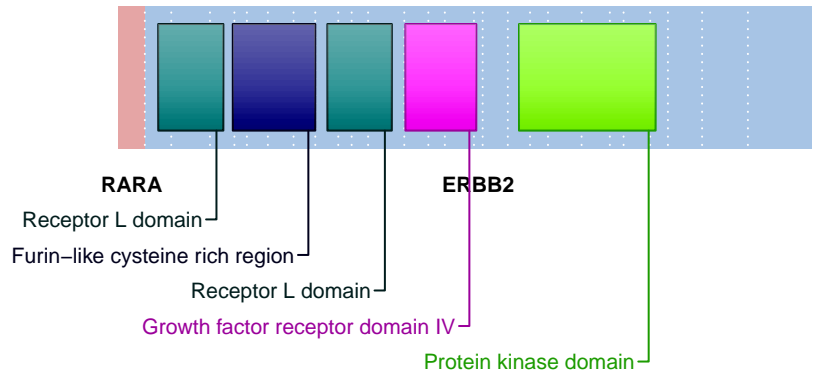 RARA ERBB2
Receptor L domain
Furin−like cysteine rich region
Receptor L domain
Growth factor receptor domain IV
Protein kinase domain